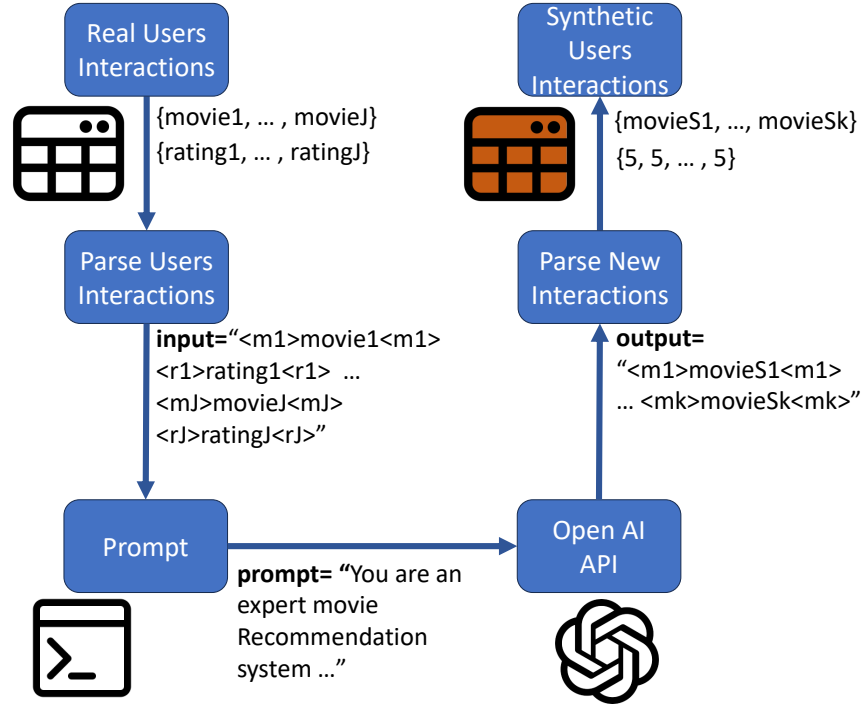 Real Users
Interactions
{movie1, … , movieJ}
{rating1, … , ratingJ}
Parse Users
Interactions
input=“<m1>movie1<m1>
<r1>rating1<r1> …
<mJ>movieJ<mJ>
<rJ>ratingJ<rJ>”
Prompt
prompt= “You are an
expert movie
Recommendation
system …”
Open AI
API
output=
“<m1>movieS1<m1>
… <mk>movieSk<mk>”
Parse New
Interactions
{movieS1, …, movieSk}
{5, 5, … , 5}
Synthetic
Users
Interactions